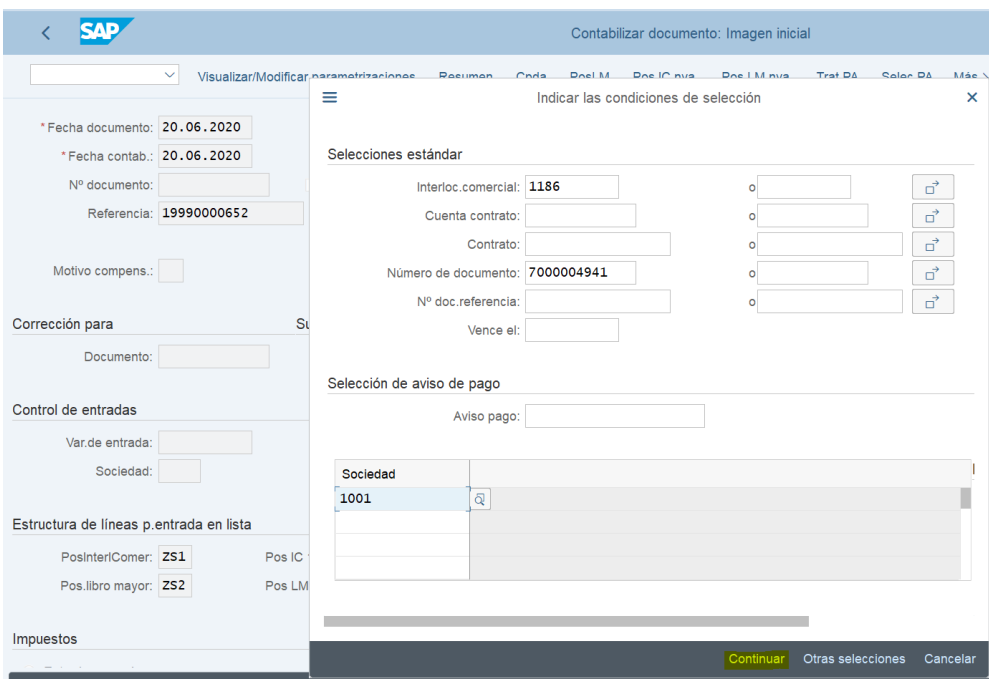 SAP
Contabilizar documento: Imagen inicial
Visualizar/Modificar parametrizaciones Resumen Cnda PosLM Pos IC nva Pos LM nva Trat PA Selec PA Más
Indicar las condiciones de selección
*Fecha documento: 20.06.2020
*Fecha contab.: 20.06.2020
Nº documento:
Referencia: 19990000652
Motivo compens.:
Corrección para
Documento:
Control de entradas
Var.de entrada:
Sociedad:
Estructura de líneas p.entrada en lista
PosInterlComer: ZS1 Pos IC
Pos.libro mayor: ZS2 Pos LM
Impuestos
Selecciones estándar
Interloc.comercial: 1186 o
Cuenta contrato: o
Contrato: o
Número de documento: 7000004941 o
Nº doc.referencia: o
Vence el:
Selección de aviso de pago
Aviso pago:
Sociedad
1001
Continuar Otras selecciones Cancelar